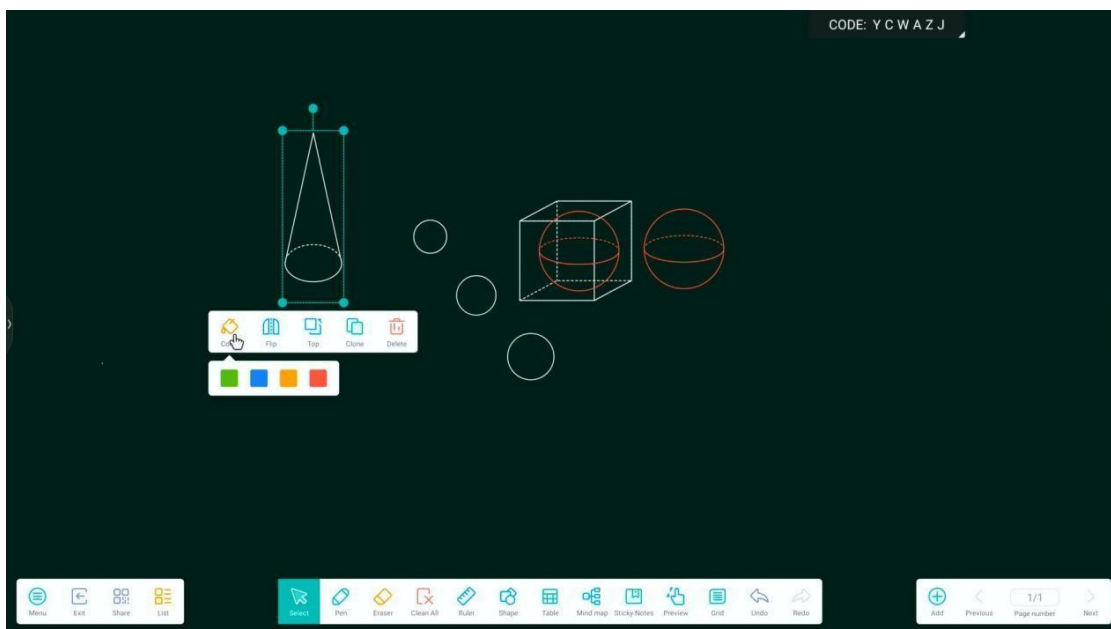 CODE: Y C W A Z J
Flip Top Clone Delete
Menu Exit Share List
Select Pen Eraser Clean All Ruler Shape Table Mind map Sticky Notes Preview Grid Undo Redo
Add Previous 1/1 Page number Next